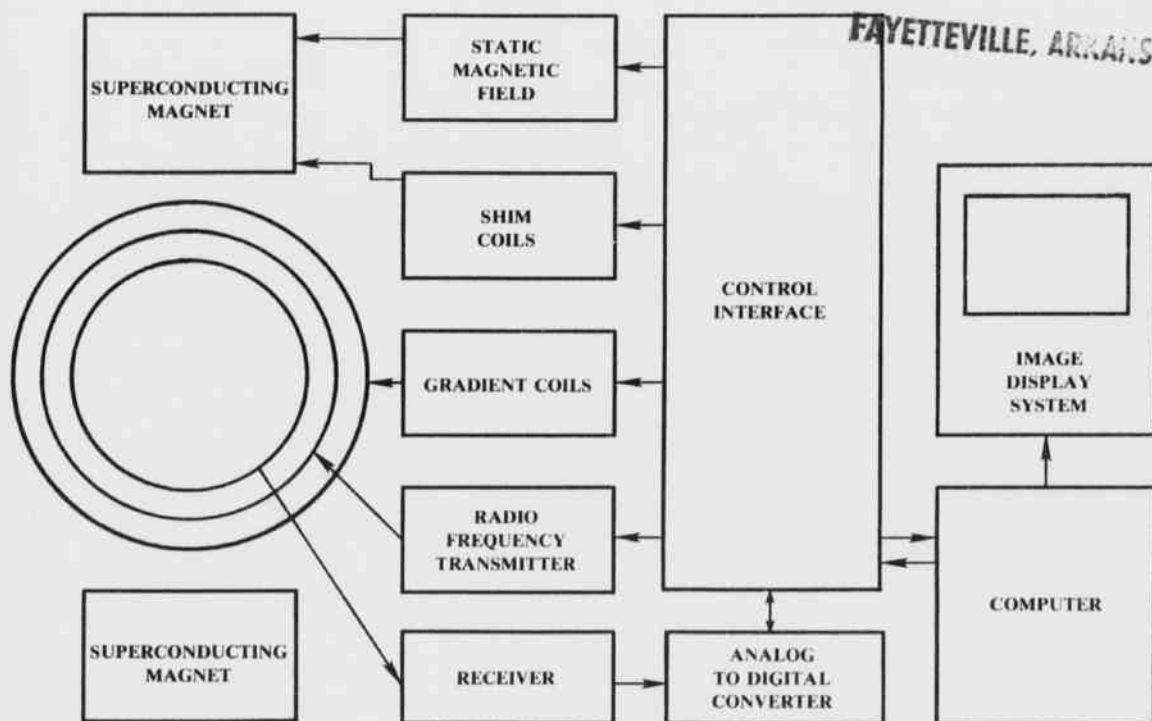 FAYETTEVILLE,
STATIC
MAGNETIC
FIELD
SUPERCONDUCTING
MAGNET
SHIM
COILS
CONTROL
INTERFACE
GRADIENT COILS
IMAGE
DISPLAY
SYSTEM
RADIO
FREQUENCY
TRANSMITTER
COMPUTER
SUPERCONDUCTING
MAGNET
RECEIVER
ANALOG
TO DIGITAL
CONVERTER